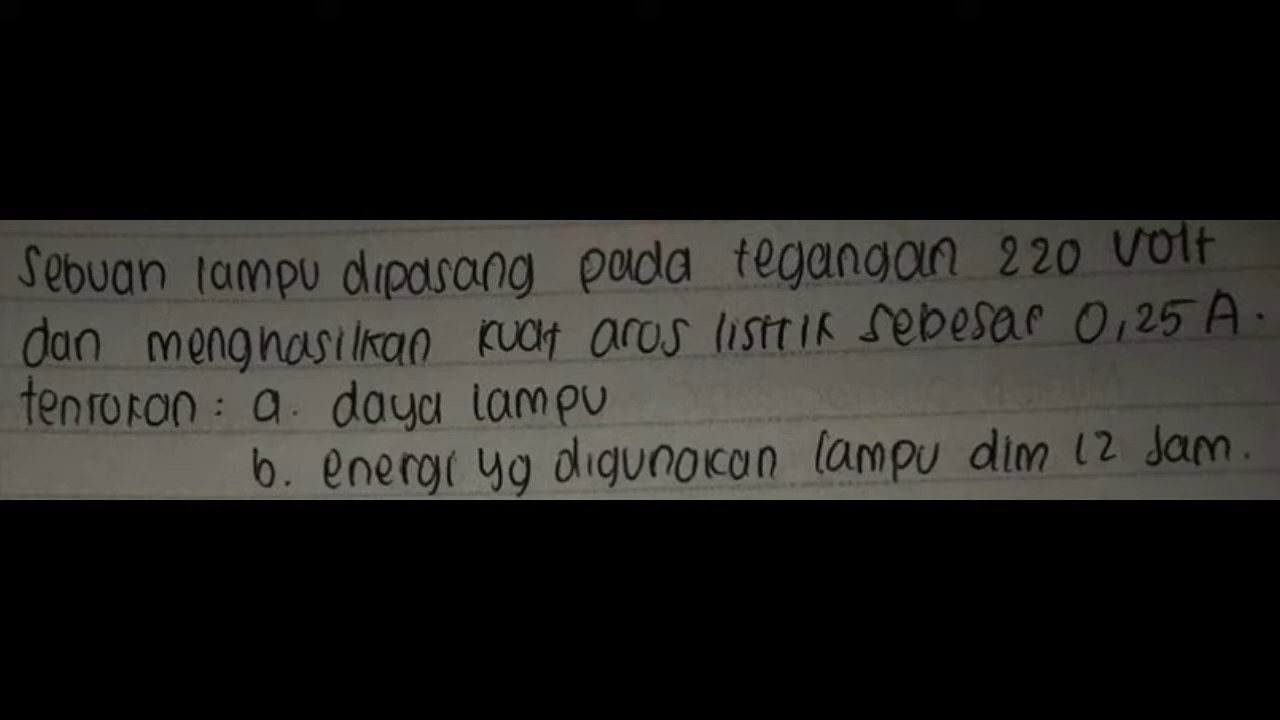 Sebuah lampu dipasang pada tegangan 220 volt
dan menghasilkan kuat arus listrik sebesar 0,25 A.
tentukan : a. daya lampu
b. energi yg digunakan lampu dlm 12 Jam.